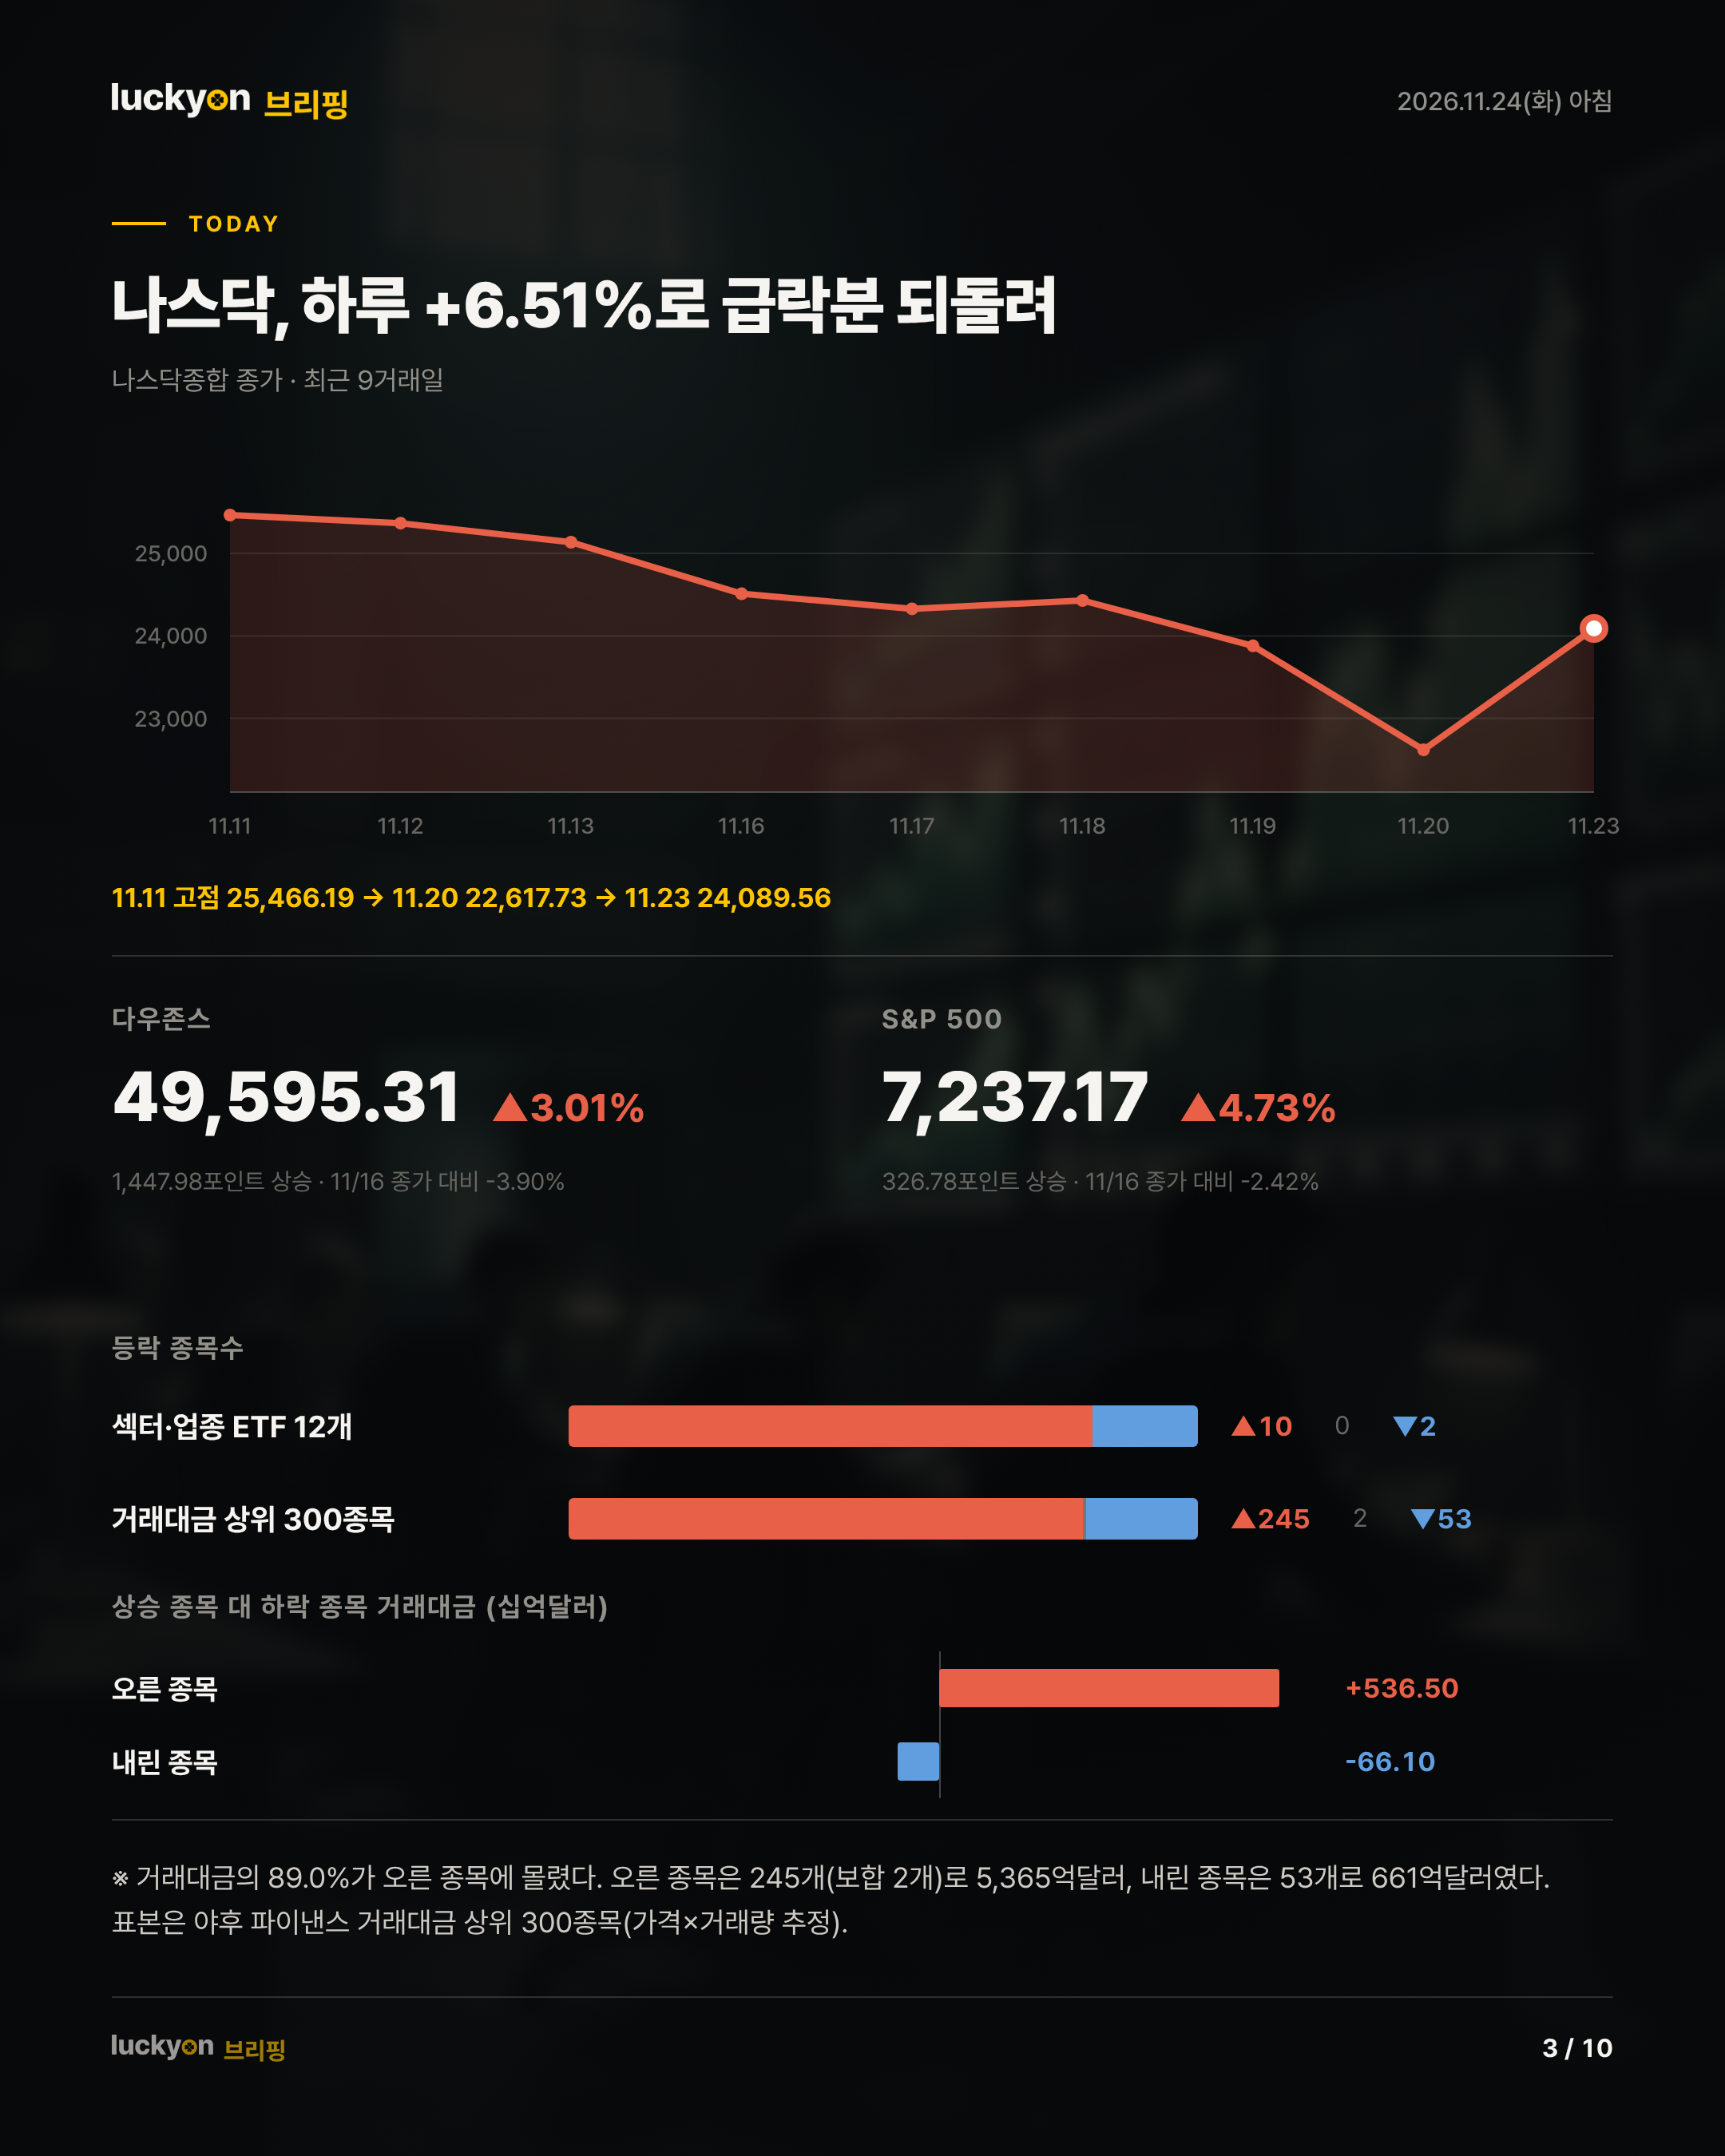 luckyon 브리핑
2026.11.24(화) 아침
TODAY
나스닥, 하루 +6.51%로 급락분 되돌려
나스닥종합 종가 · 최근 9거래일
25,000
24,000
23,000
11.11 11.12 11.13 11.16 11.17 11.18 11.19 11.20 11.23
11.11 고점 25,466.19 → 11.20 22,617.73 → 11.23 24,089.56
다우존스
49,595.31 ▲3.01%
1,447.98포인트 상승 · 11/16 종가 대비 -3.90%
S&P 500
7,237.17 ▲4.73%
326.78포인트 상승 · 11/16 종가 대비 -2.42%
등락 종목수
섹터·업종 ETF 12개 ▲10 0 ▼2
거래대금 상위 300종목 ▲245 2 ▼53
상승 종목 대 하락 종목 거래대금 (십억달러)
오른 종목 +536.50
내린 종목 -66.10
※ 거래대금의 89.0%가 오른 종목에 몰렸다. 오른 종목은 245개(보합 2개)로 5,365억달러, 내린 종목은 53개로 661억달러였다.
표본은 야후 파이낸스 거래대금 상위 300종목(가격×거래량 추정).
luckyon 브리핑
3 / 10